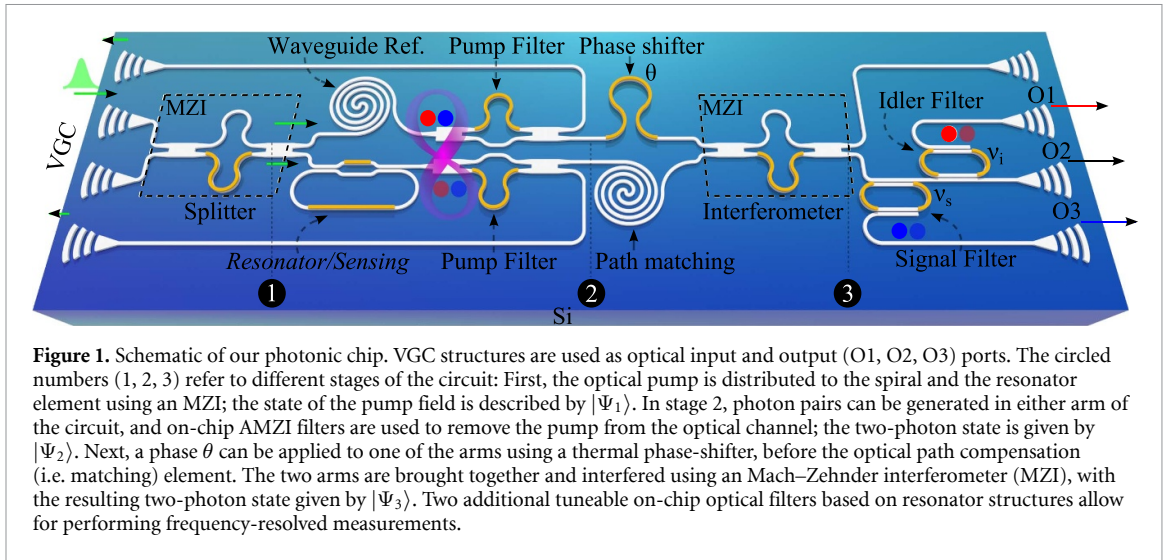 Waveguide Ref. Pump Filter Phase shifter
θ
MZI MZI
Idler Filter
O1
VGC
νi
O2
νs
O3
Splitter Interferometer
Resonator/Sensing Pump Filter Path matching Signal Filter
1 2 3
Si
Figure 1. Schematic of our photonic chip. VGC structures are used as optical input and output (O1, O2, O3) ports. The circled
numbers (1, 2, 3) refer to different stages of the circuit: First, the optical pump is distributed to the spiral and the resonator
element using an MZI; the state of the pump field is described by |Ψ₁⟩. In stage 2, photon pairs can be generated in either arm of
the circuit, and on-chip AMZI filters are used to remove the pump from the optical channel; the two-photon state is given by
|Ψ₂⟩. Next, a phase θ can be applied to one of the arms using a thermal phase-shifter, before the optical path compensation
(i.e. matching) element. The two arms are brought together and interfered using an Mach–Zehnder interferometer (MZI), with
the resulting two-photon state given by |Ψ₃⟩. Two additional tuneable on-chip optical filters based on resonator structures allow
for performing frequency-resolved measurements.